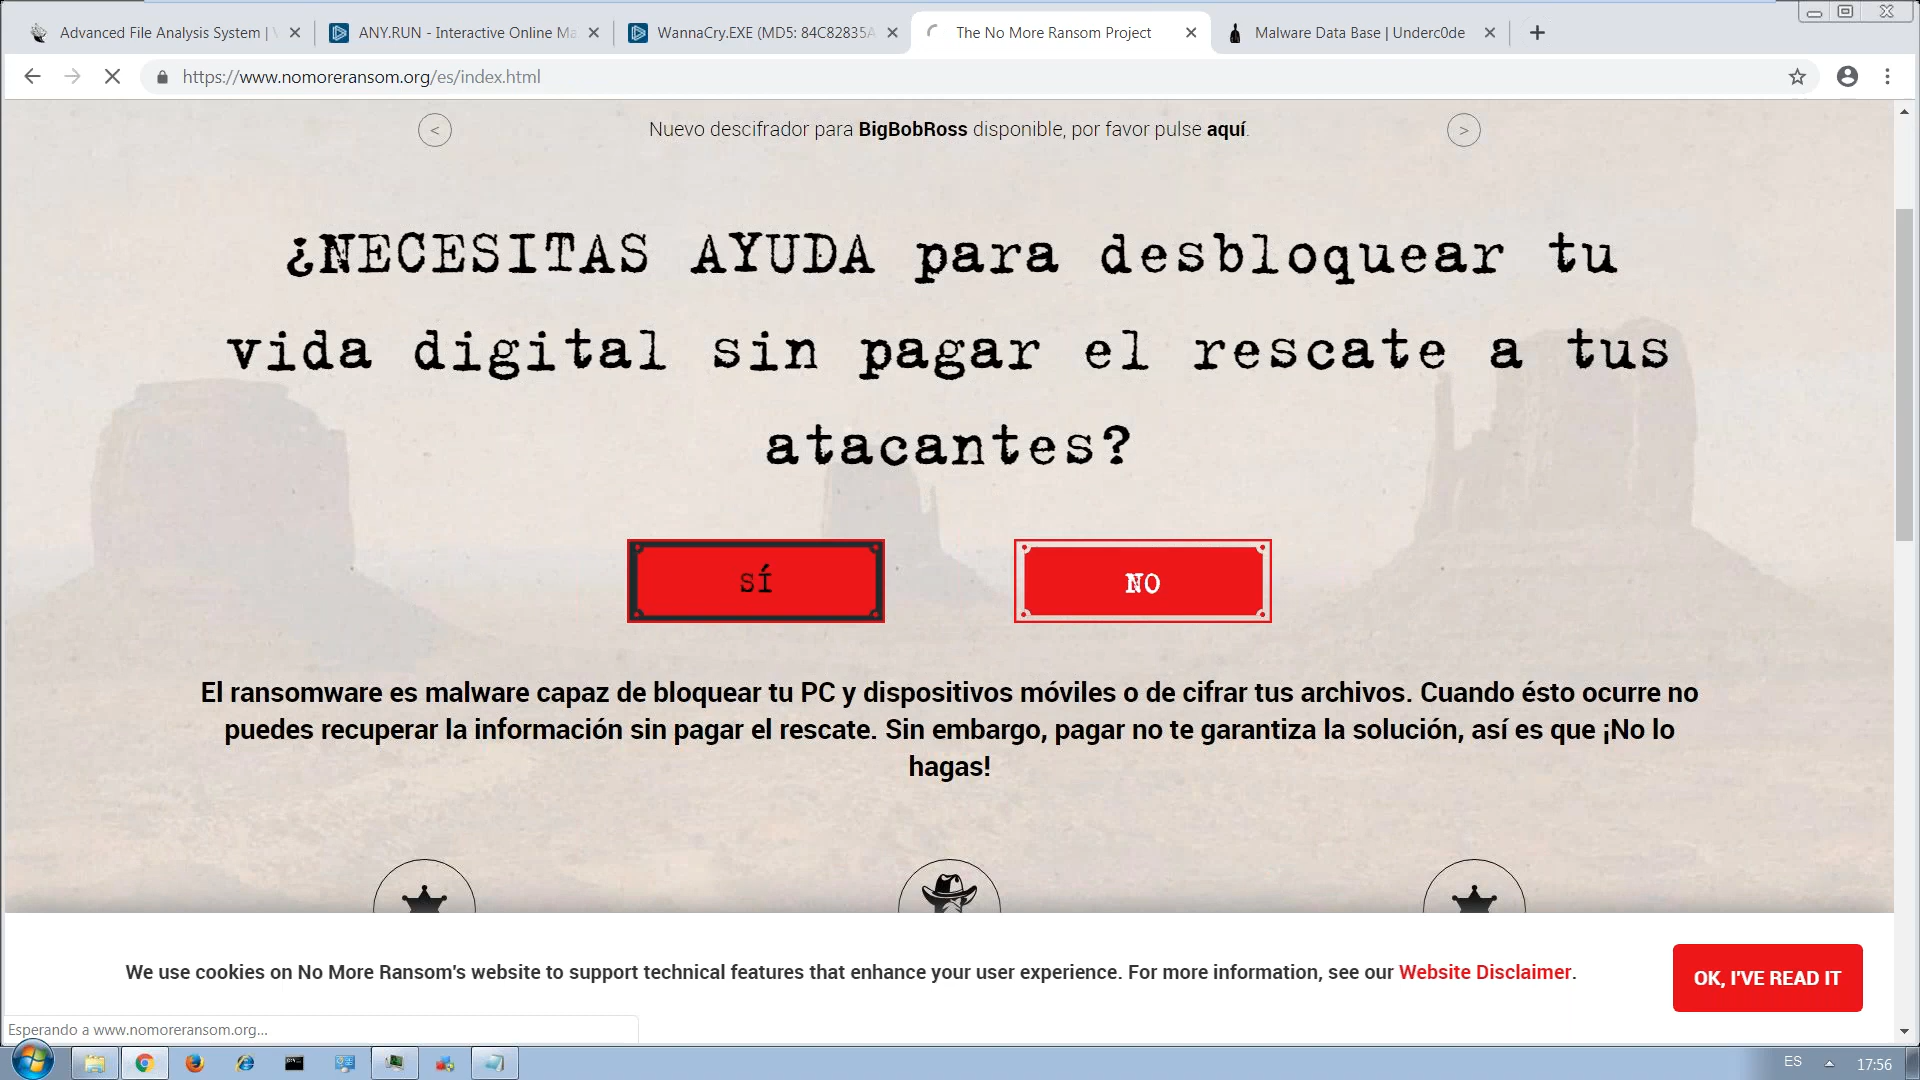 Advanced File Analysis System |
ANY.RUN - Interactive Online Ma
WannaCry.EXE (MD5: 84C82835A
The No More Ransom Project
Malware Data Base | Underc0de
https://www.nomoreransom.org/es/index.html
< Nuevo descifrador para BigBobRoss disponible, por favor pulse aquí. >
¿NECESITAS AYUDA para desbloquear tu
vida digital sin pagar el rescate a tus
atacantes?
SÍ
NO
El ransomware es malware capaz de bloquear tu PC y dispositivos móviles o de cifrar tus archivos. Cuando ésto ocurre no
puedes recuperar la información sin pagar el rescate. Sin embargo, pagar no te garantiza la solución, así es que ¡No lo
hagas!
We use cookies on No More Ransom's website to support technical features that enhance your user experience. For more information, see our Website Disclaimer.
OK, I'VE READ IT
Esperando a www.nomoreransom.org...
ES
17:56